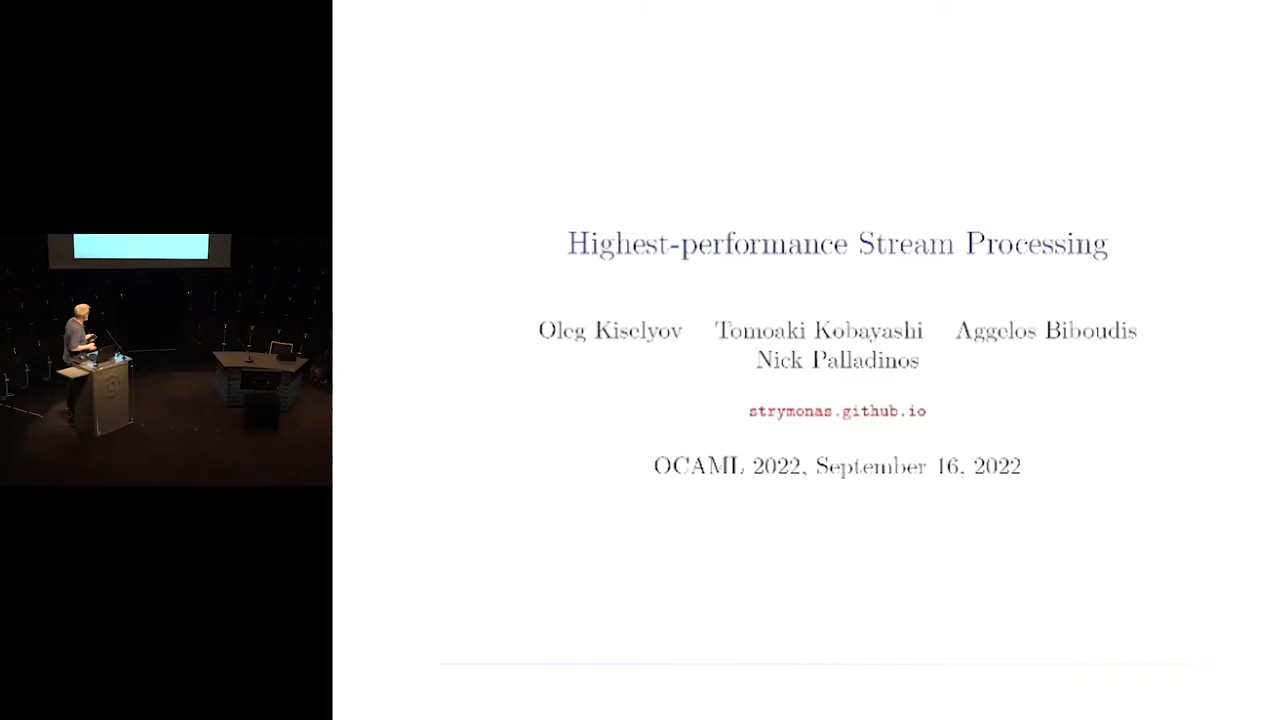 Highest-performance Stream Processing
Oleg Kiselyov Tomoaki Kobayashi Aggelos Biboudis
Nick Palladinos
strymonas.github.io
OCAML 2022, September 16, 2022